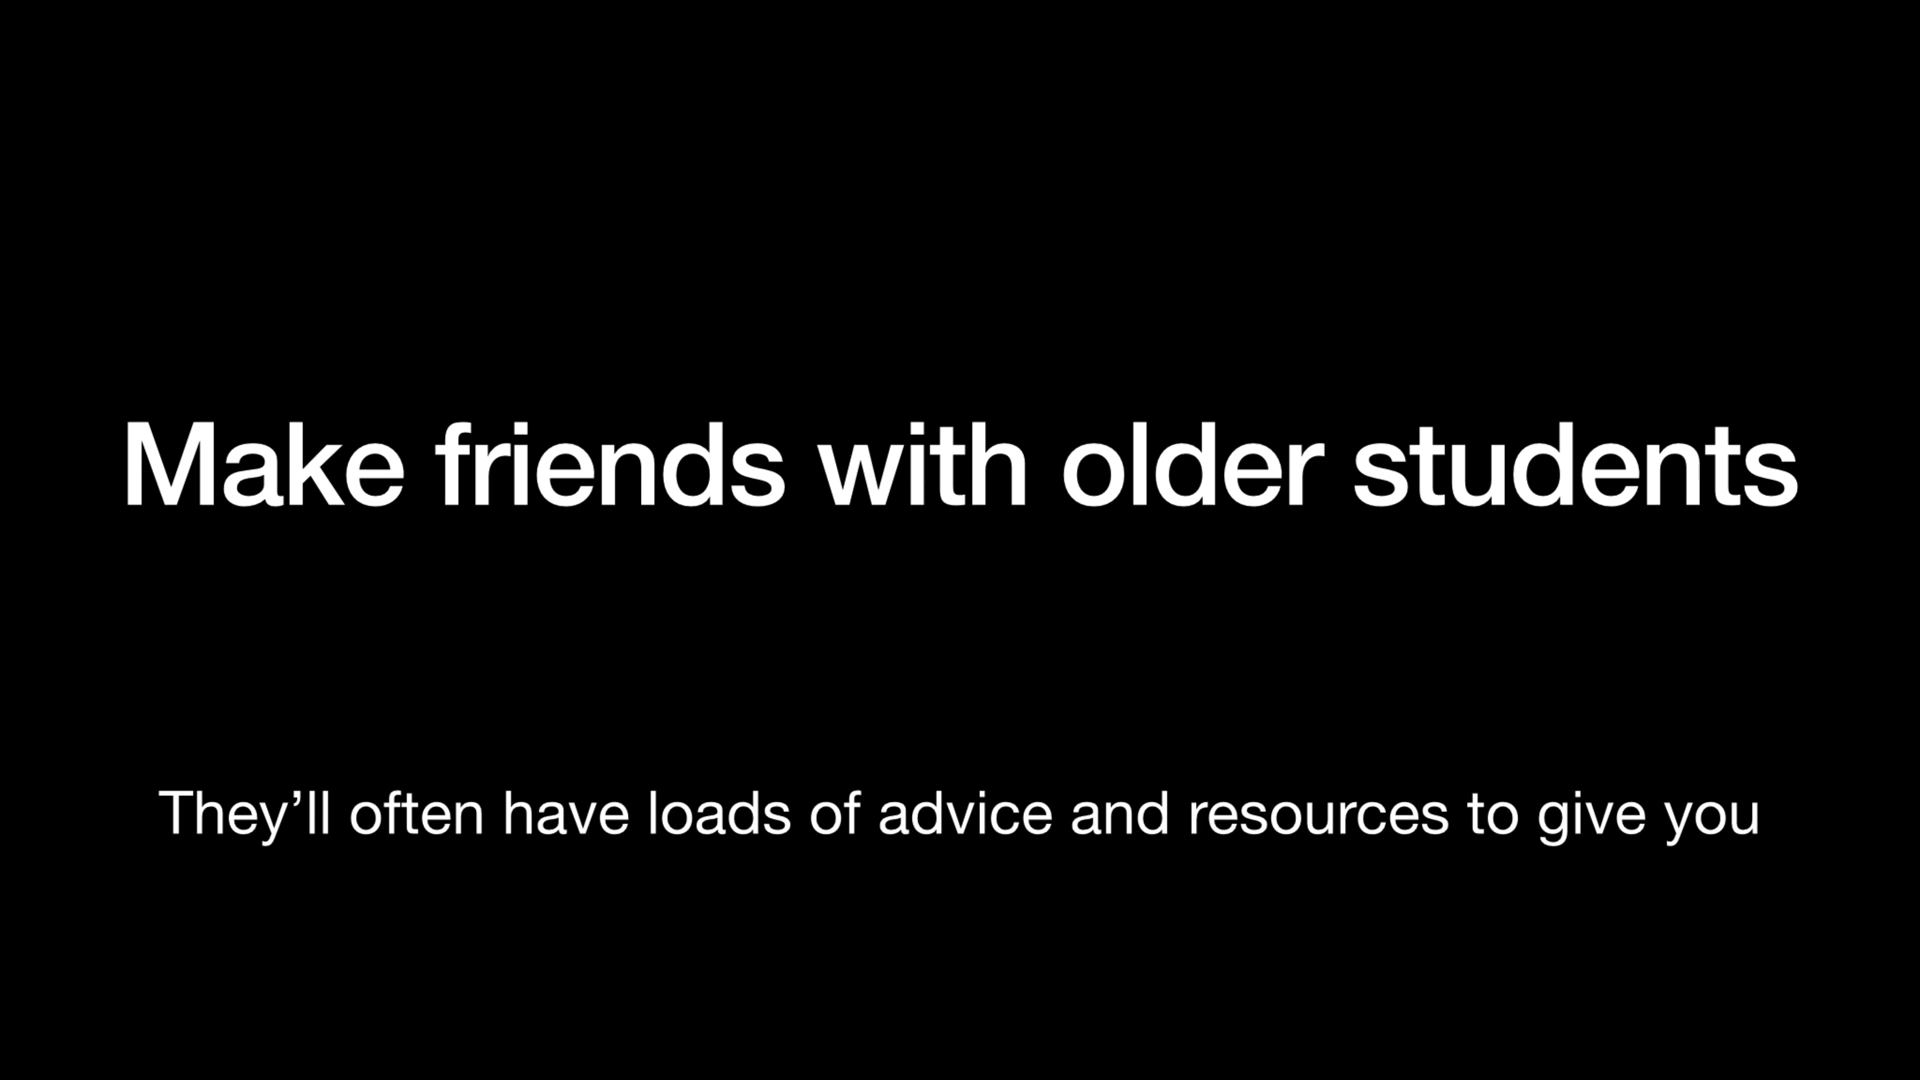 Make friends with older students
They’ll often have loads of advice and resources to give you